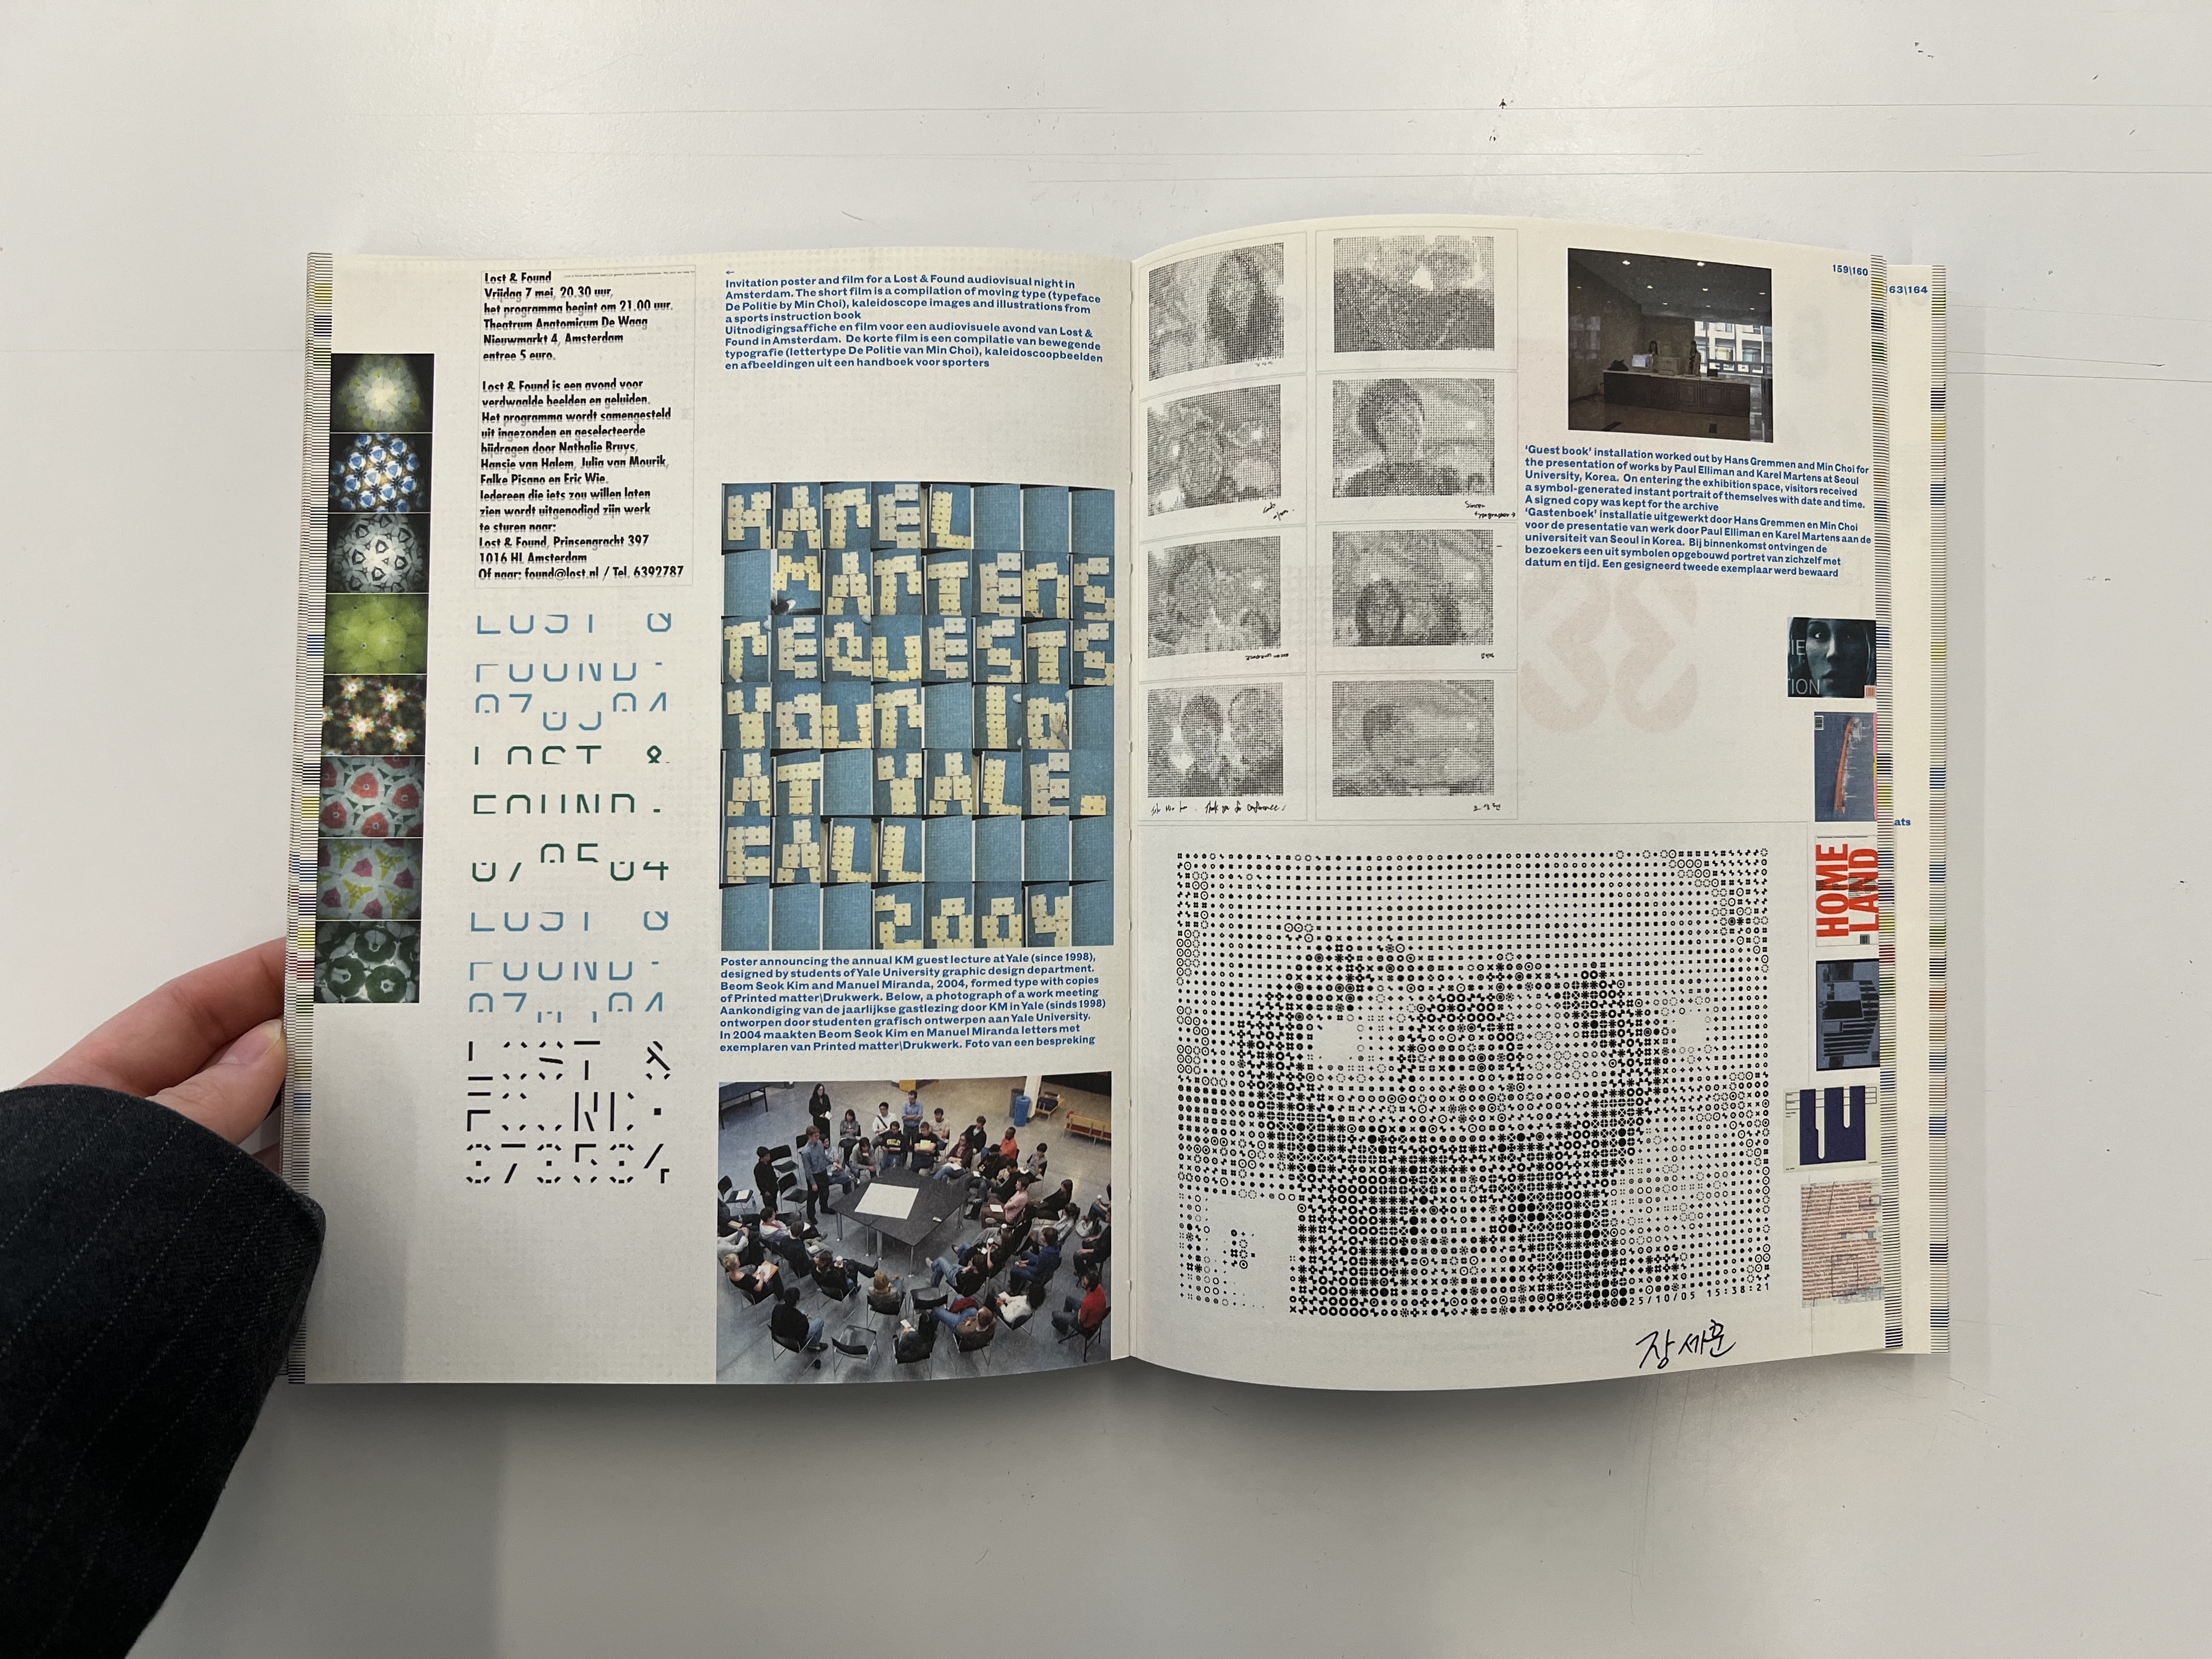 Lost & Found
Vrijdag 7 mei, 20.30 uur,
het programma begint om 21.00 uur.
Theatrum Anatomicum De Waag
Nieuwmarkt 4, Amsterdam
entree 5 euro.
Lost & Found is een avond voor
verdwaalde beelden en geluiden.
Het programma wordt samengesteld
uit ingezonden en geselecteerde
bijdragen door Nathalie Bruys,
Hansje van Halem, Julia van Mourik,
Falke Pisano en Eric Wie.
Iedereen die iets zou willen laten
zien wordt uitgenodigd zijn werk
te sturen naar:
Lost & Found, Prinsengracht 397
1016 HL Amsterdam
Of naar: found@lost.nl / Tel. 6392787
LOST &
FOUND.
07 05 04
LOST &
FOUND.
07 05 04
LOST &
FOUND.
07 04
LOST &
FOUND.
070504
←
Invitation poster and film for a Lost & Found audiovisual night in
Amsterdam. The short film is a compilation of moving type (typeface
De Politie by Min Choi), kaleidoscope images and illustrations from
a sports instruction book
Uitnodigingsaffiche en film voor een audiovisuele avond van Lost &
Found in Amsterdam. De korte film is een compilatie van bewegende
typografie (lettertype De Politie van Min Choi), kaleidoscoopbeelden
en afbeeldingen uit een handboek voor sporters
KAREL
MARTENS
REQUESTS
YOUR IQ
AT YALE.
FALL
2004
Poster announcing the annual KM guest lecture at Yale (since 1998),
designed by students of Yale University graphic design department.
Beom Seok Kim and Manuel Miranda, 2004, formed type with copies
of Printed matter\Drukwerk. Below, a photograph of a work meeting
Aankondiging van de jaarlijkse gastlezing door KM in Yale (sinds 1998)
ontworpen door studenten grafisch ontwerpen aan Yale University.
In 2004 maakten Beom Seok Kim en Manuel Miranda letters met
exemplaren van Printed matter\Drukwerk. Foto van een bespreking
Thank you for conference!
159\160
63\164
'Guest book' installation worked out by Hans Gremmen and Min Choi for
the presentation of works by Paul Elliman and Karel Martens at Seoul
University, Korea. On entering the exhibition space, visitors received
a symbol-generated instant portrait of themselves with date and time.
A signed copy was kept for the archive
'Gastenboek' installatie uitgewerkt door Hans Gremmen en Min Choi
voor de presentatie van werk door Paul Elliman en Karel Martens aan de
universiteit van Seoul in Korea. Bij binnenkomst ontvingen de
bezoekers een uit symbolen opgebouwd portret van zichzelf met
datum en tijd. Een gesigneerd tweede exemplaar werd bewaard
IE
TION
ats
HOME
LAND
25/10/05 15:38:21
장세훈